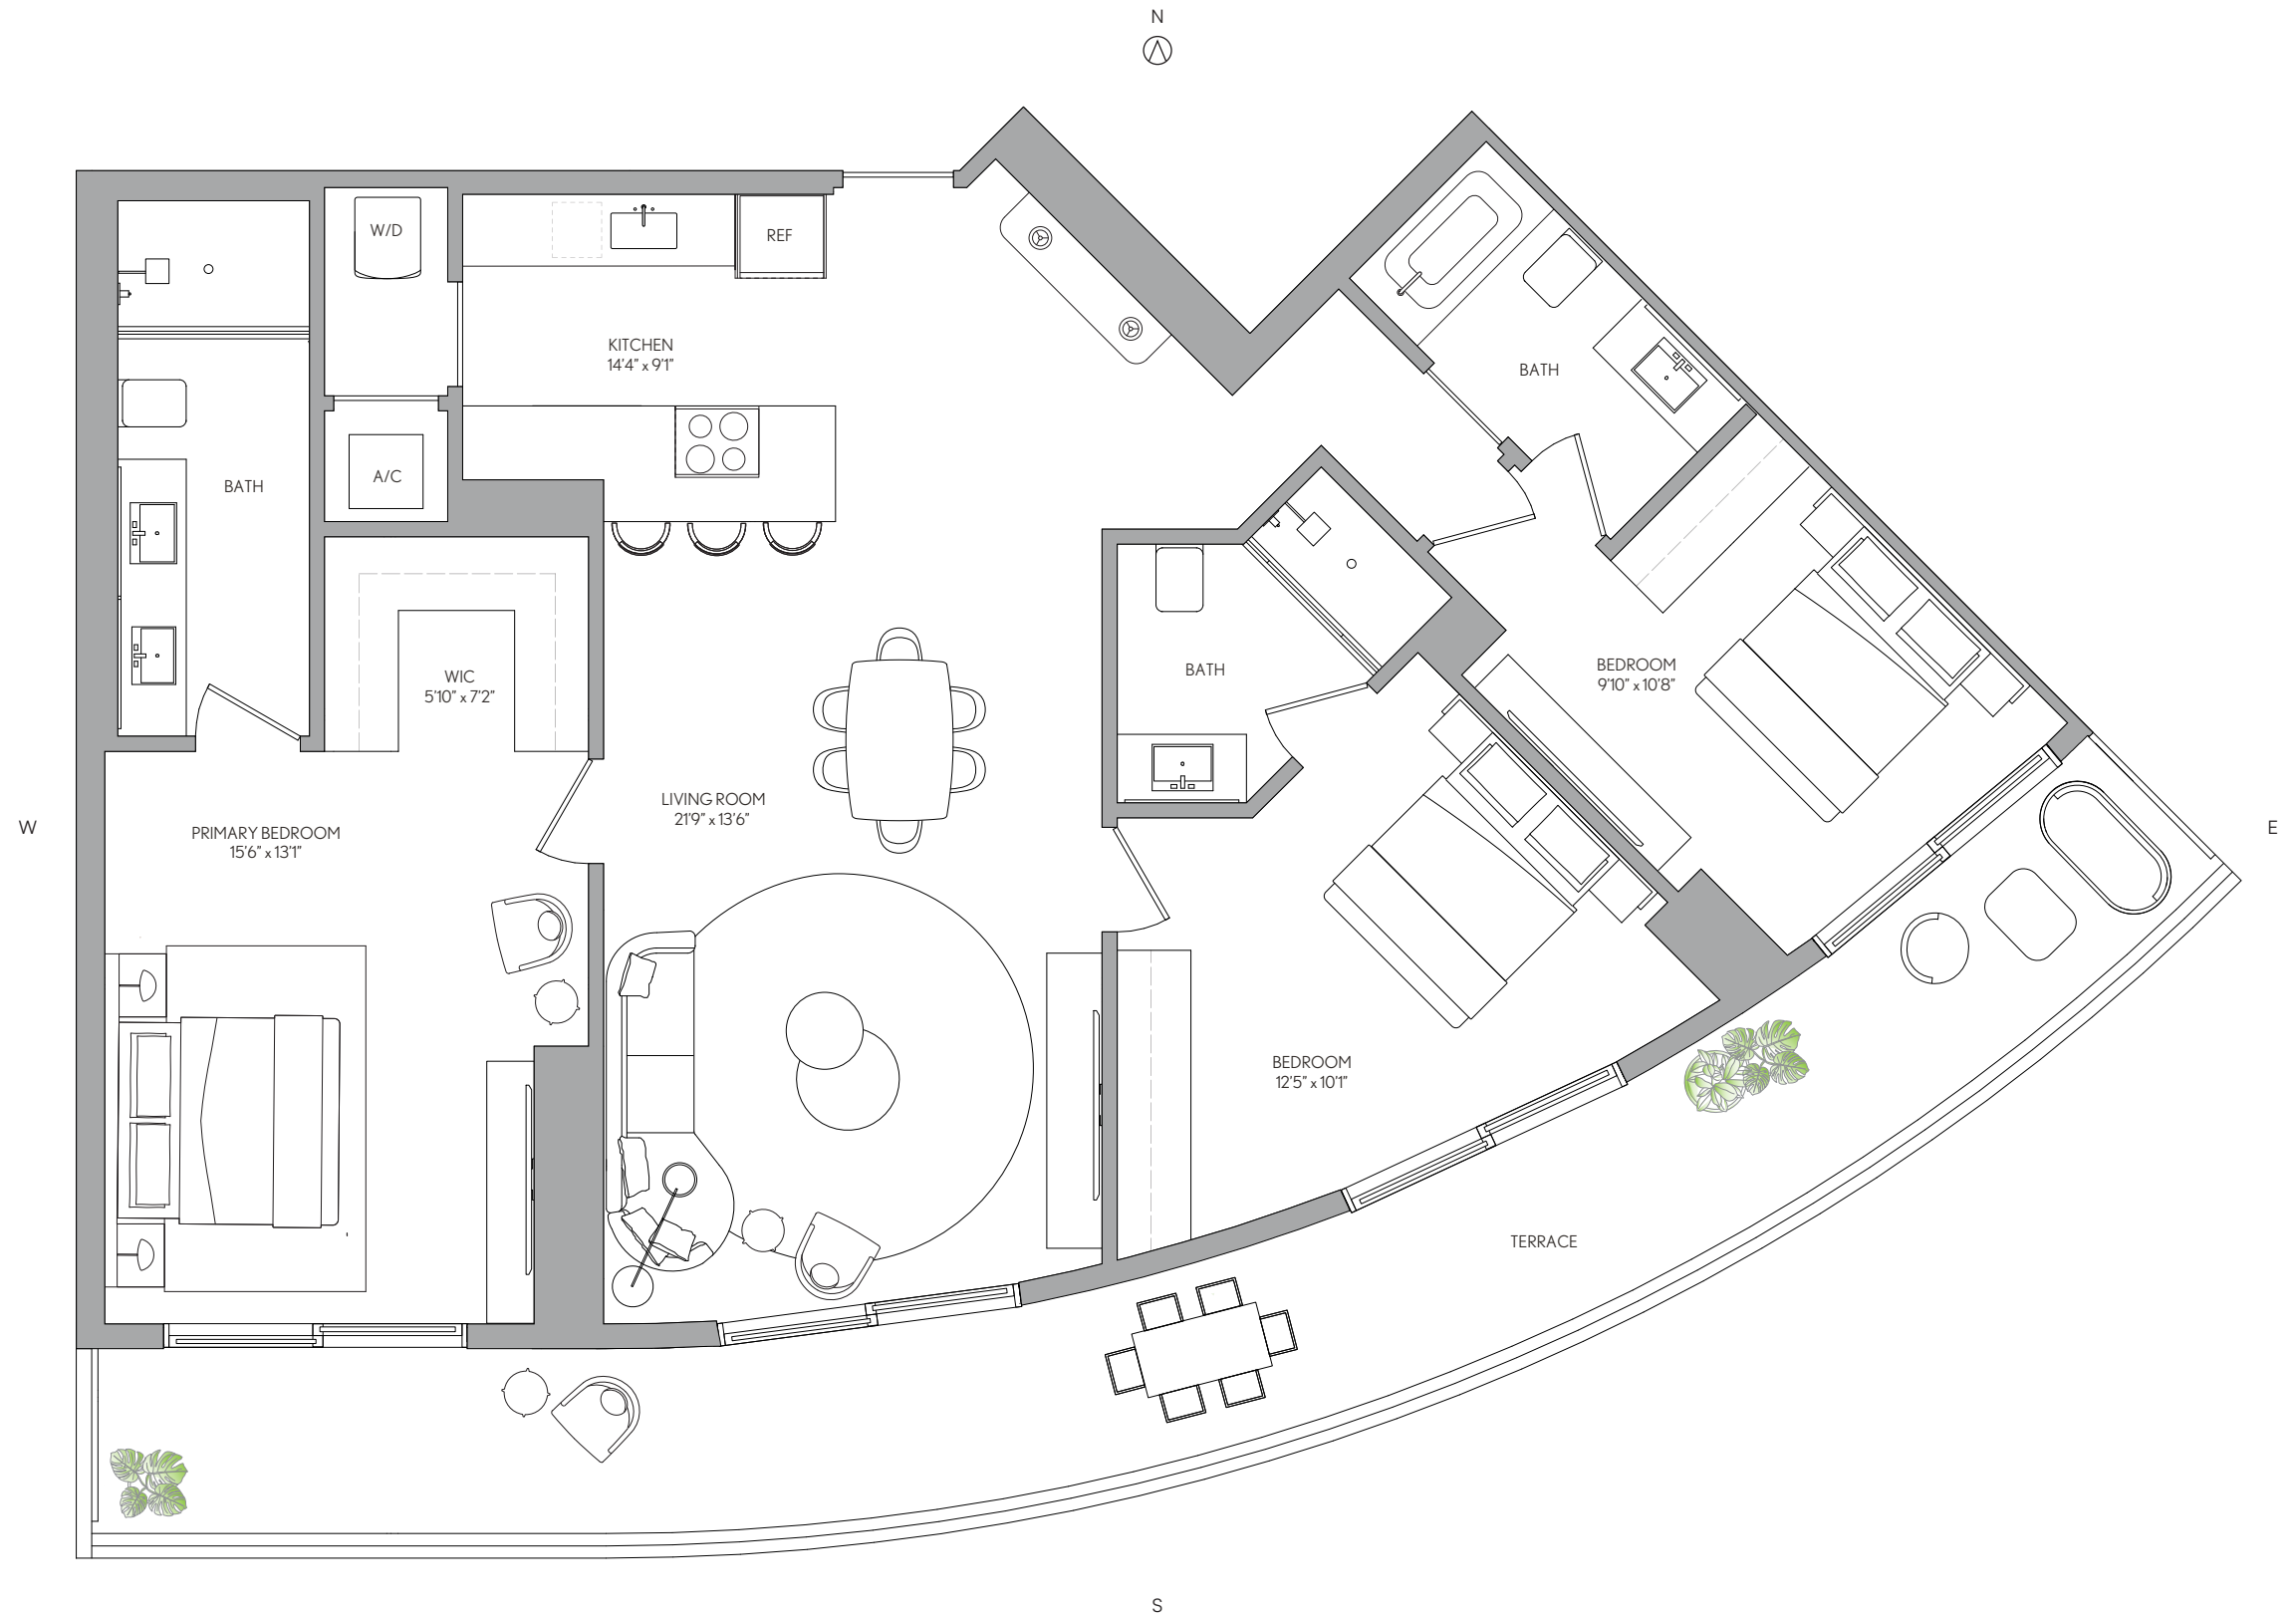 N
W/D
REF
KITCHEN
14'4" x 9'1"
BATH
A/C
BATH
WIC
5'10" x 7'2"
BATH
BEDROOM
9'10" x 10'8"
LIVING ROOM
21'9" x 13'6"
W
PRIMARY BEDROOM
15'6" x 13'1"
E
BEDROOM
12'5" x 10'1"
TERRACE
S